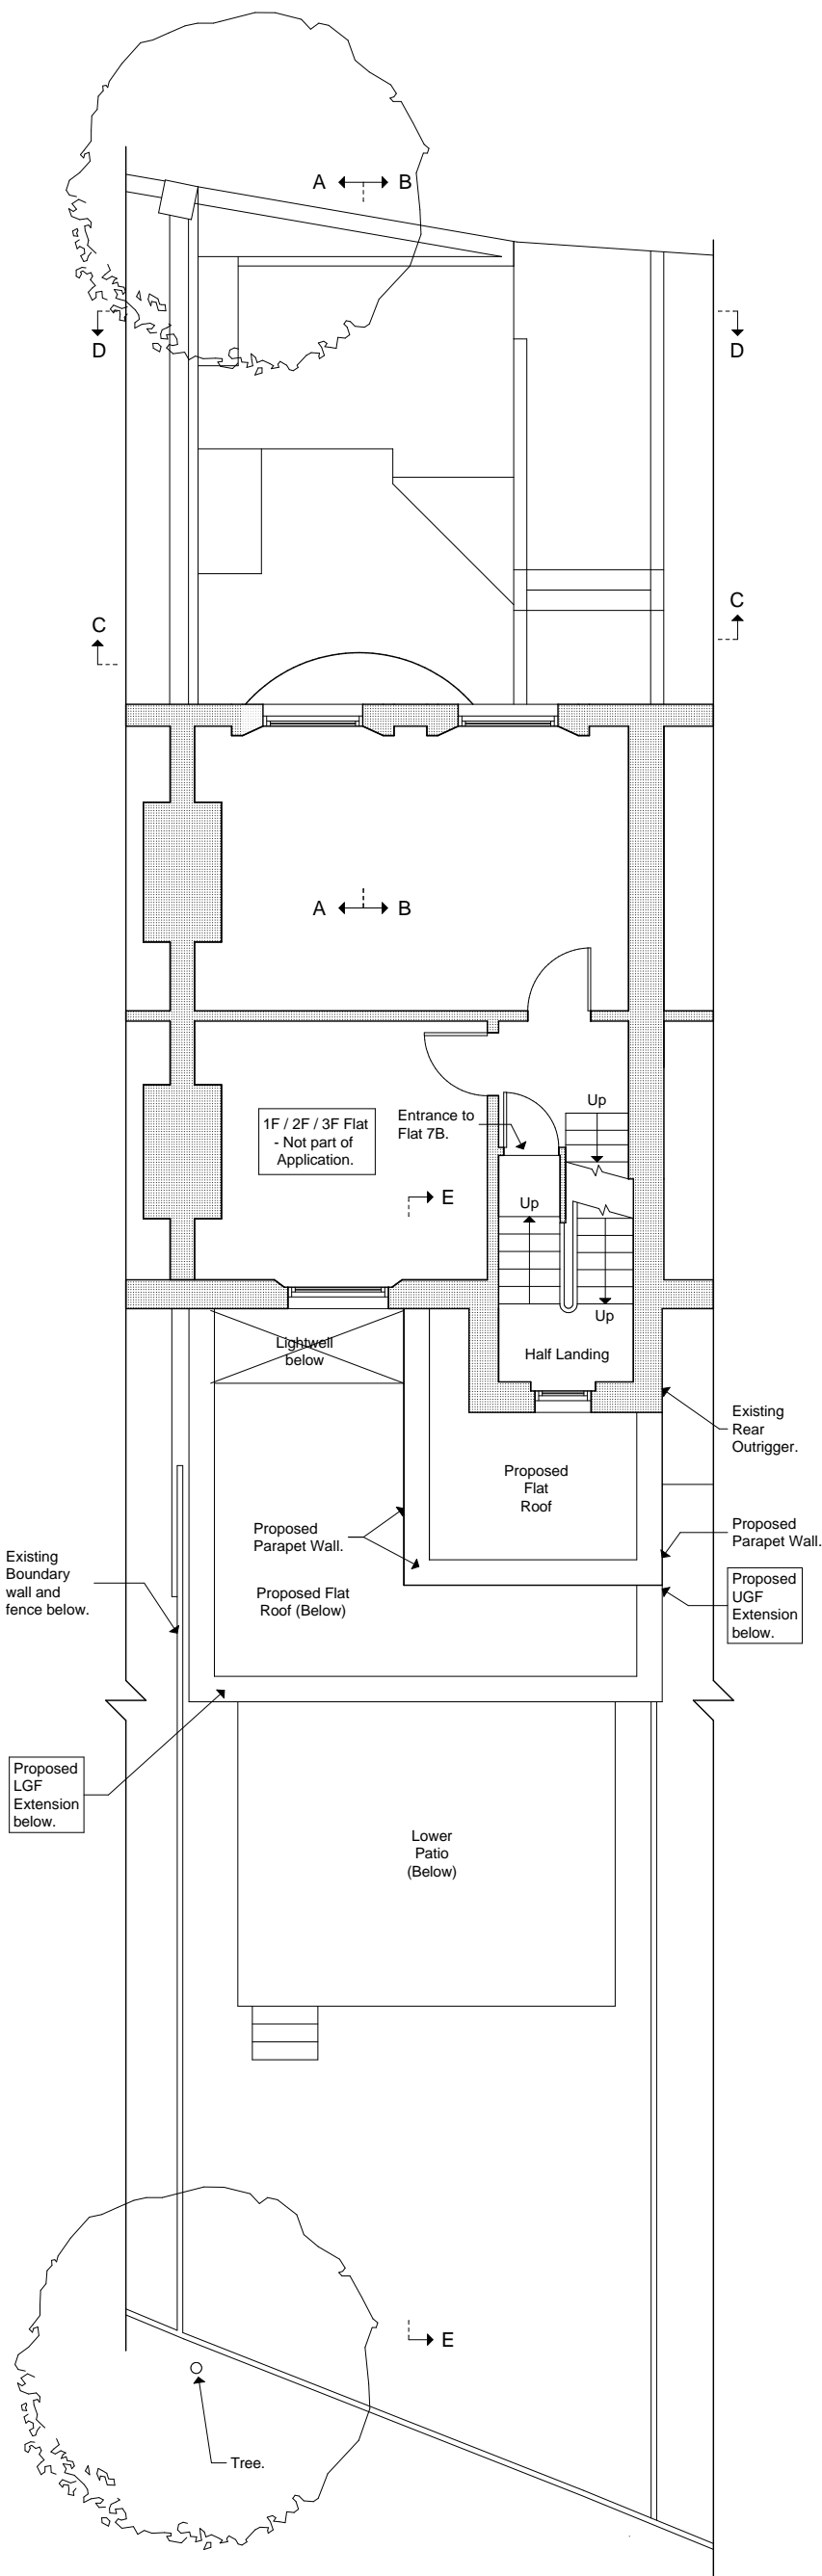 A B
D
D
C
C
A B
1F / 2F / 3F Flat
- Not part of
Application.
Entrance to
Flat 7B.
Up
E
Up
Up
Lightwell
below
Half Landing
Existing
Rear
Outrigger.
Proposed
Flat
Roof
Proposed
Parapet Wall.
Proposed
Parapet Wall.
Existing
Boundary
wall and
fence below.
Proposed Flat
Roof (Below)
Proposed
UGF
Extension
below.
Proposed
LGF
Extension
below.
Lower
Patio
(Below)
E
Tree.